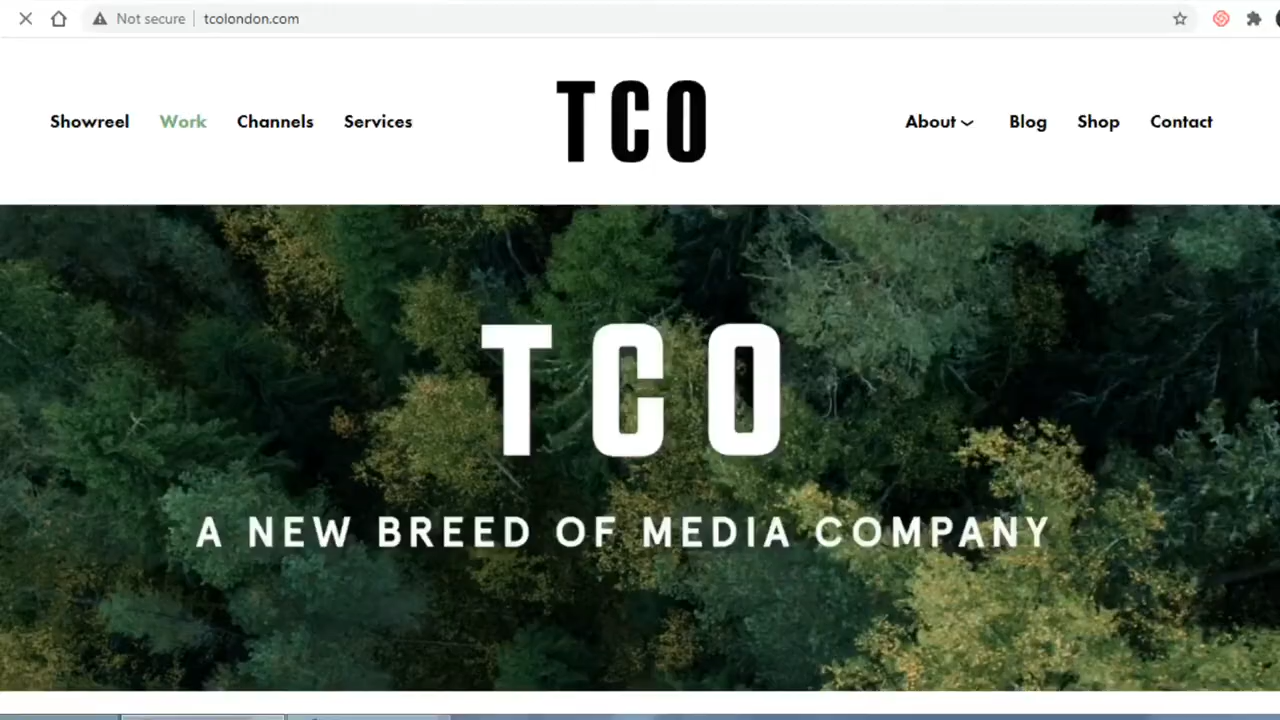 Not secure tcolondon.com
Showreel Work Channels Services TCO About Blog Shop Contact
TCO
A NEW BREED OF MEDIA COMPANY